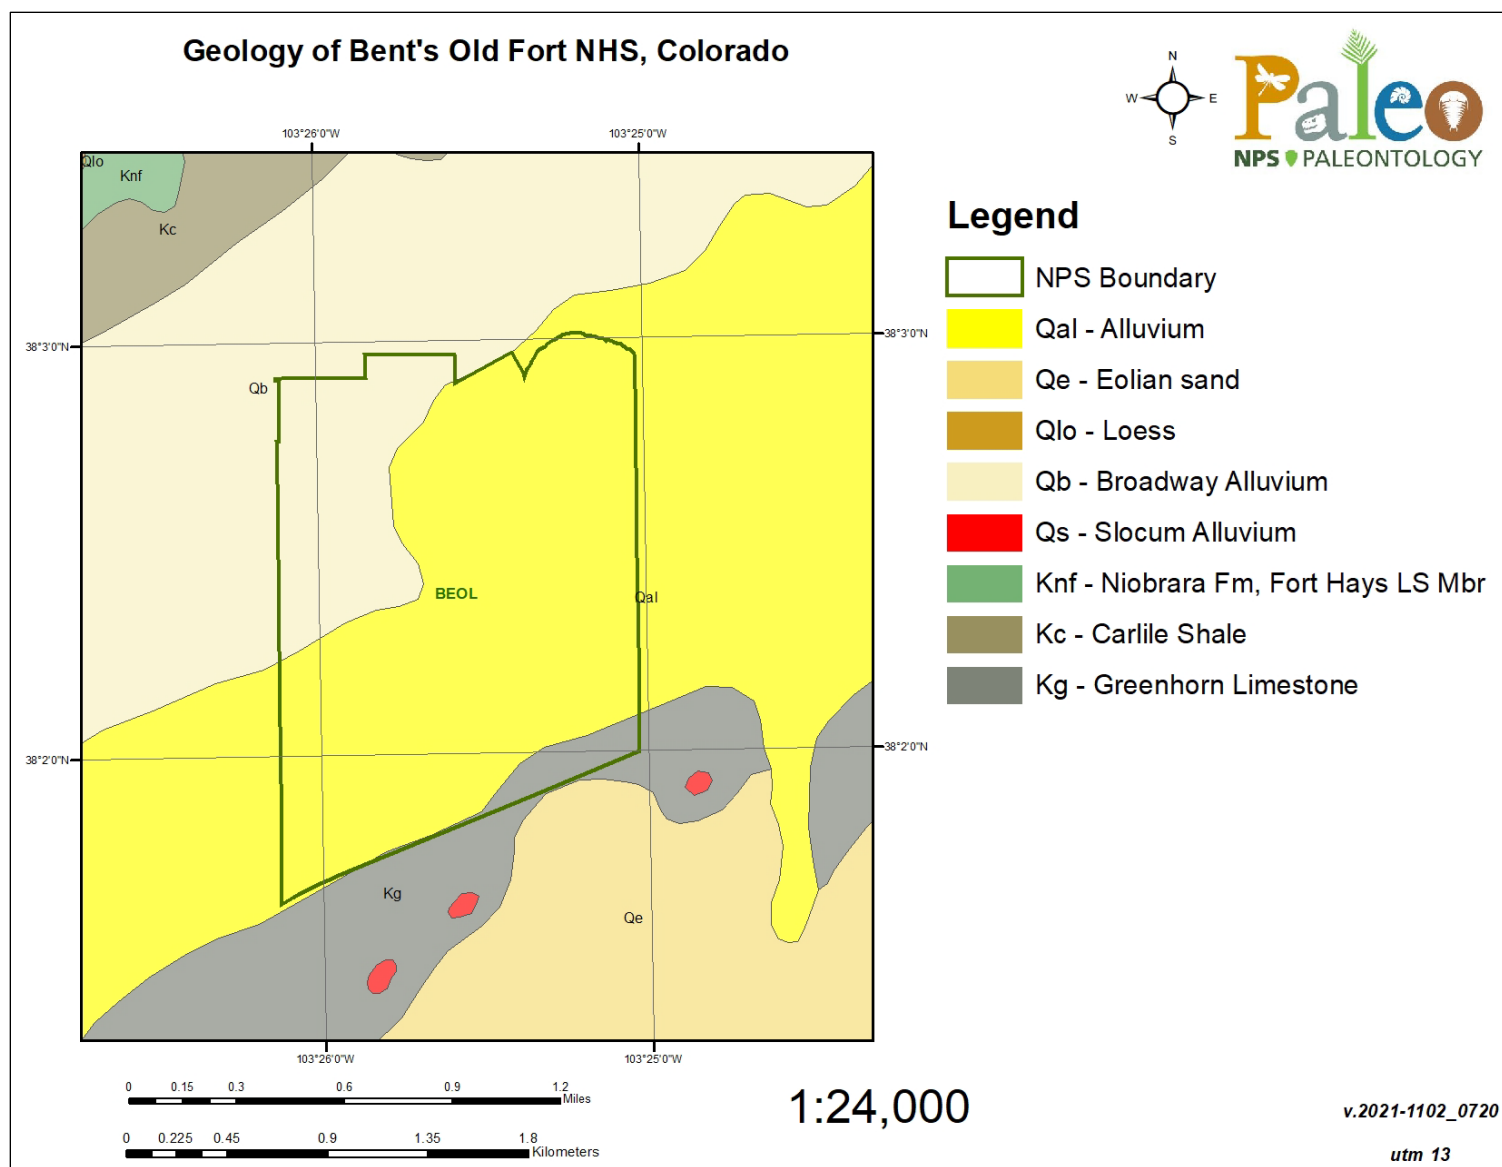 Geology of Bent's Old Fort NHS, Colorado
N
W E
S
Paleo
NPS PALEONTOLOGY
103°26'0"W 103°25'0"W
Qlo
Knf
Kc
38°3'0"N 38°3'0"N
Qb
BEOL
Qal
38°2'0"N 38°2'0"N
Kg
Qe
103°26'0"W 103°25'0"W
Legend
NPS Boundary
Qal - Alluvium
Qe - Eolian sand
Qlo - Loess
Qb - Broadway Alluvium
Qs - Slocum Alluvium
Knf - Niobrara Fm, Fort Hays LS Mbr
Kc - Carlile Shale
Kg - Greenhorn Limestone
0 0.15 0.3 0.6 0.9 1.2
Miles
0 0.225 0.45 0.9 1.35 1.8
Kilometers
1:24,000
v.2021-1102_0720
utm 13